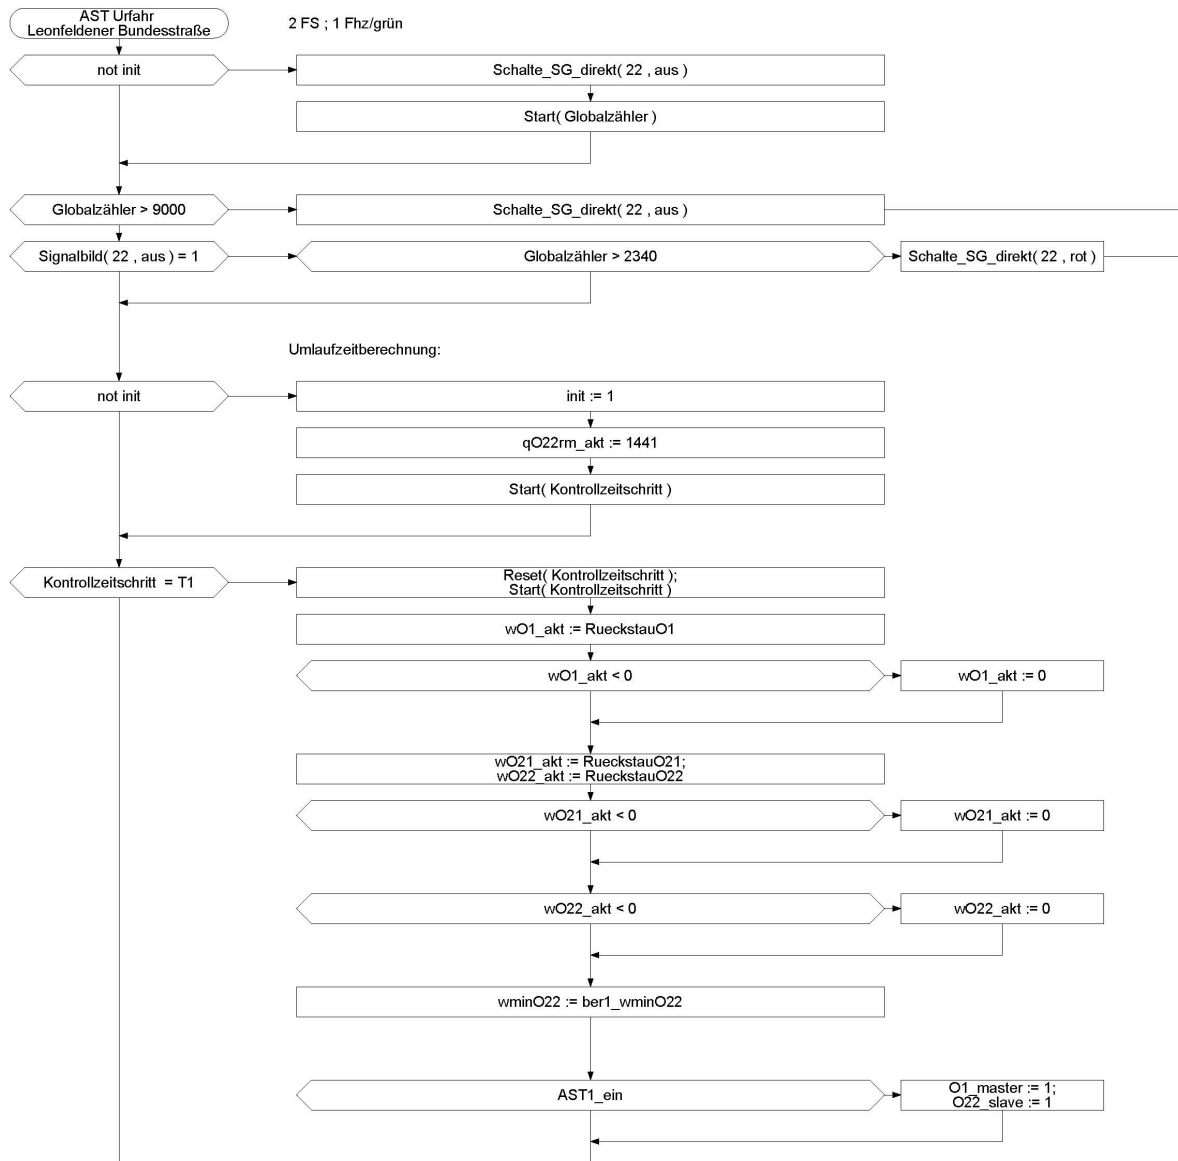 AST Urfahr
Leonfeldener Bundesstraße
2 FS ; 1 Fhz/grün
not init
Schalte_SG_direkt( 22 , aus )
Start( Globalzähler )
Globalzähler > 9000
Schalte_SG_direkt( 22 , aus )
Signalbild( 22 , aus ) = 1
Globalzähler > 2340
Schalte_SG_direkt( 22 , rot )
Umlaufzeitberechnung:
not init
init := 1
qO22rm_akt := 1441
Start( Kontrollzeitschritt )
Kontrollzeitschritt = T1
Reset( Kontrollzeitschritt );
Start( Kontrollzeitschritt )
wO1_akt := RueckstauO1
wO1_akt < 0
wO1_akt := 0
wO21_akt := RueckstauO21;
wO22_akt := RueckstauO22
wO21_akt < 0
wO21_akt := 0
wO22_akt < 0
wO22_akt := 0
wminO22 := ber1_wminO22
AST1_ein
O1_master := 1;
O22_slave := 1